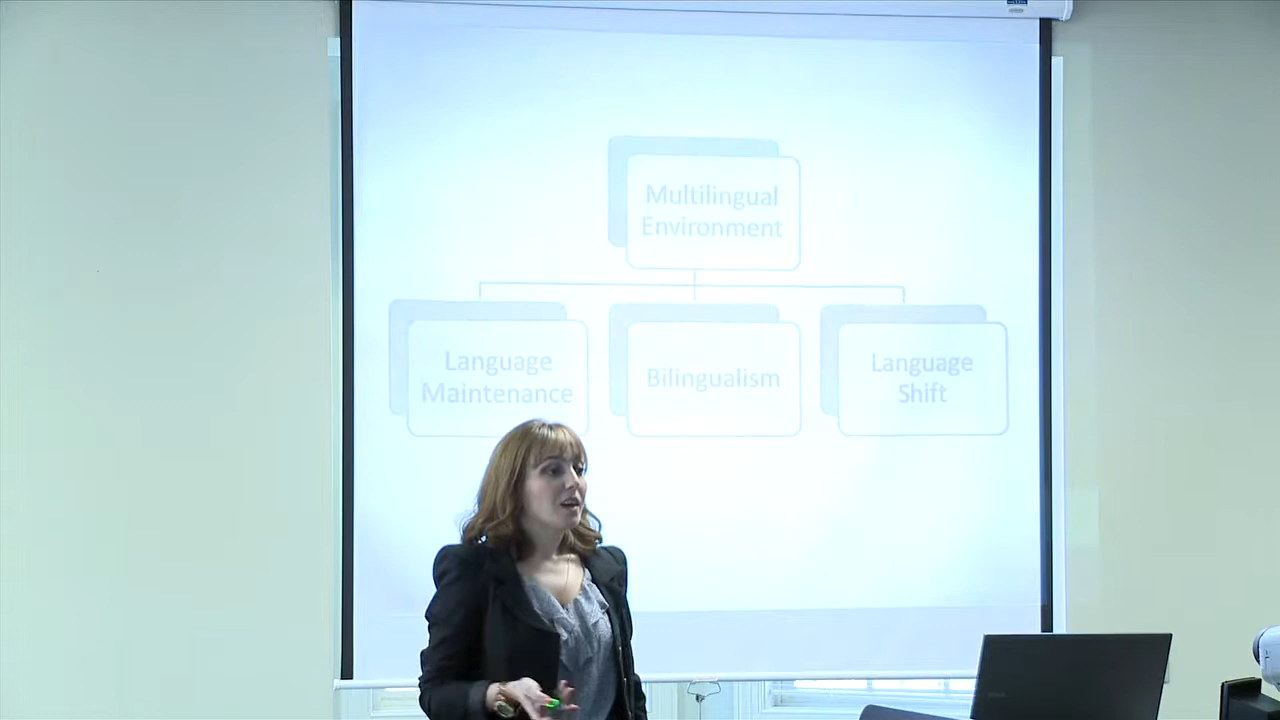 Multilingual
Environment
Language
Maintenance
Bilingualism
Language
Shift